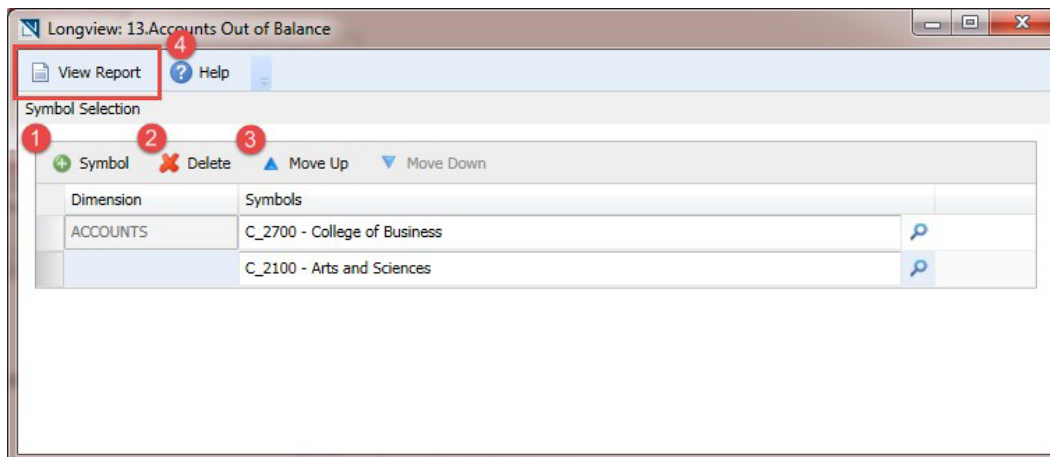 Longview: 13.Accounts Out of Balance
4
View Report Help
Symbol Selection
1 2 3
Symbol Delete Move Up Move Down
Dimension Symbols
ACCOUNTS C_2700 - College of Business
C_2100 - Arts and Sciences